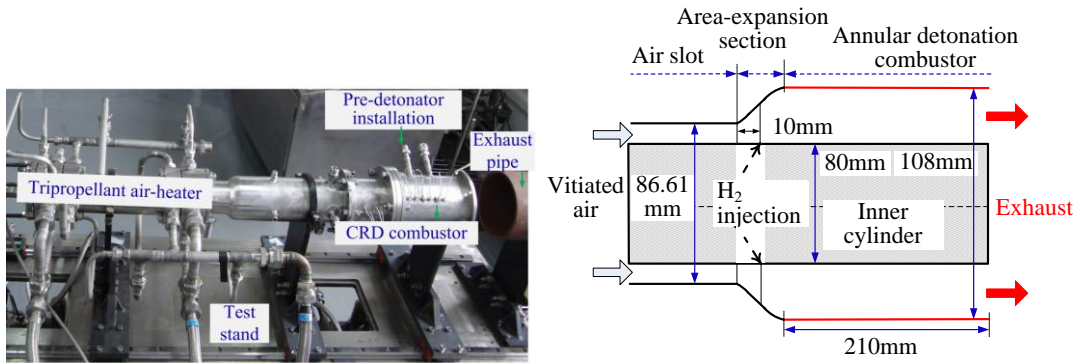 Pre-detonator
installation
Exhaust
pipe
Tripropellant air-heater
CRD combustor
Test
stand
Area-expansion
section
Annular detonation
combustor
Air slot
10mm
80mm
108mm
Vitiated
air
86.61
mm
H2
injection
Inner
cylinder
Exhaust
210mm